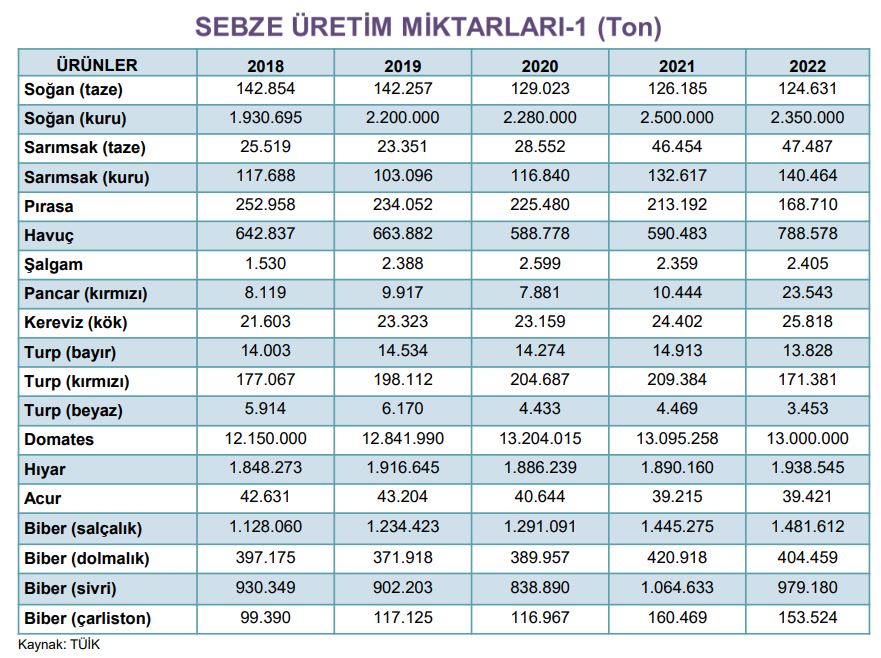 SEBZE ÜRETİM MİKTARLARI-1 (Ton)
ÜRÜNLER 2018 2019 2020 2021 2022
Soğan (taze) 142.854 142.257 129.023 126.185 124.631
Soğan (kuru) 1.930.695 2.200.000 2.280.000 2.500.000 2.350.000
Sarımsak (taze) 25.519 23.351 28.552 46.454 47.487
Sarımsak (kuru) 117.688 103.096 116.840 132.617 140.464
Pırasa 252.958 234.052 225.480 213.192 168.710
Havuç 642.837 663.882 588.778 590.483 788.578
Şalgam 1.530 2.388 2.599 2.359 2.405
Pancar (kırmızı) 8.119 9.917 7.881 10.444 23.543
Kereviz (kök) 21.603 23.323 23.159 24.402 25.818
Turp (bayır) 14.003 14.534 14.274 14.913 13.828
Turp (kırmızı) 177.067 198.112 204.687 209.384 171.381
Turp (beyaz) 5.914 6.170 4.433 4.469 3.453
Domates 12.150.000 12.841.990 13.204.015 13.095.258 13.000.000
Hıyar 1.848.273 1.916.645 1.886.239 1.890.160 1.938.545
Acur 42.631 43.204 40.644 39.215 39.421
Biber (salçalık) 1.128.060 1.234.423 1.291.091 1.445.275 1.481.612
Biber (dolmalık) 397.175 371.918 389.957 420.918 404.459
Biber (sivri) 930.349 902.203 838.890 1.064.633 979.180
Biber (çarliston) 99.390 117.125 116.967 160.469 153.524
Kaynak: TÜİK